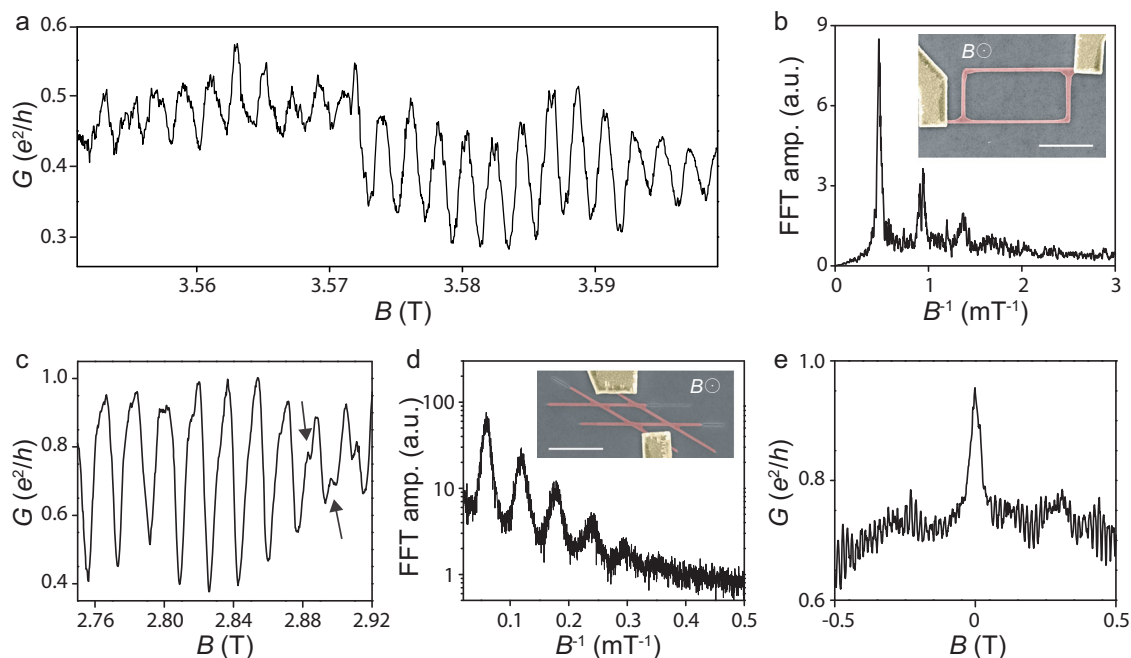 a
0.6
0.5
0.4
0.3
G (e²/h)
3.56
3.57
3.58
3.59
B (T)
b
9
6
3
0
FFT amp. (a.u.)
B⊙
0
1
2
3
B⁻¹ (mT⁻¹)
c
1.0
0.8
0.6
0.4
G (e²/h)
2.76
2.80
2.84
2.88
2.92
B (T)
d
100
10
1
FFT amp. (a.u.)
B⊙
0.1
0.2
0.3
0.4
0.5
B⁻¹ (mT⁻¹)
e
1.0
0.8
0.6
G (e²/h)
-0.5
0
0.5
B (T)